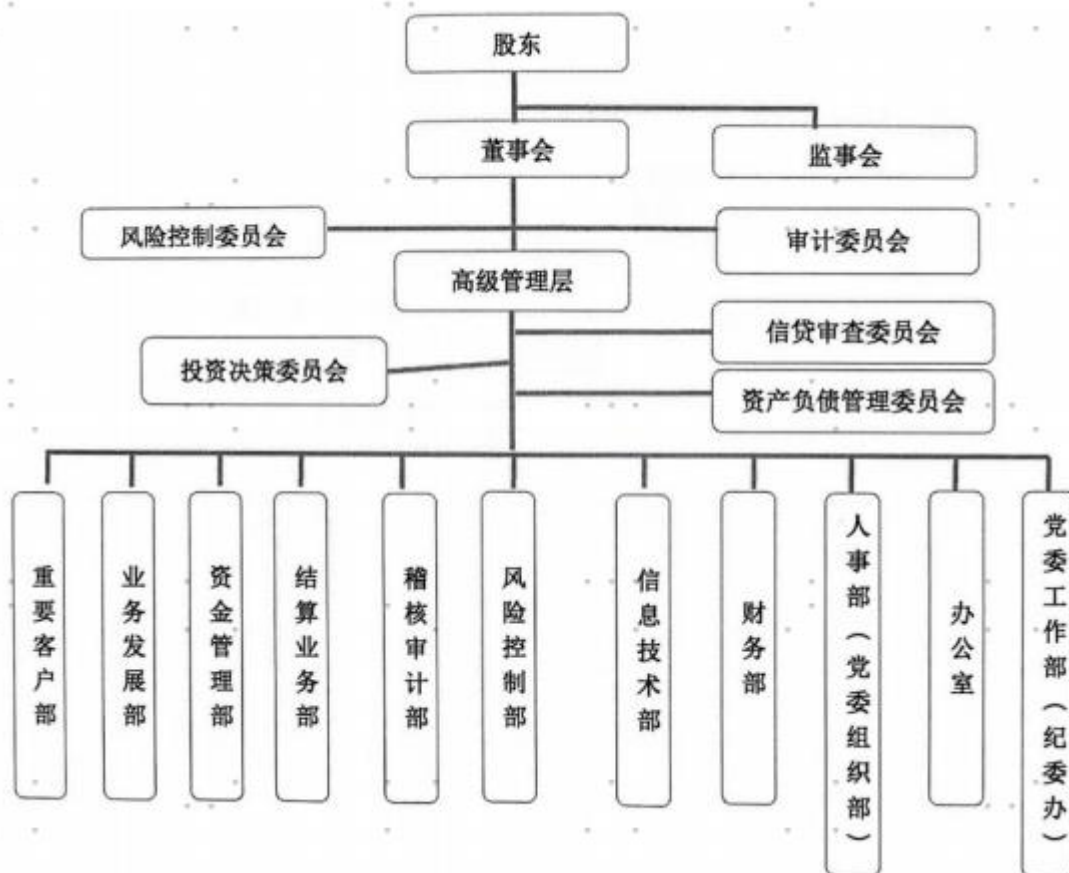 股东
董事会
监事会
风险控制委员会
审计委员会
高级管理层
信贷审查委员会
投资决策委员会
资产负债管理委员会
重要客户部
业务发展部
资金管理部
结算业务部
稽核审计部
风险控制部
信息技术部
财务部
人事部（党委组织部）
办公室
党委工作部（纪委办）